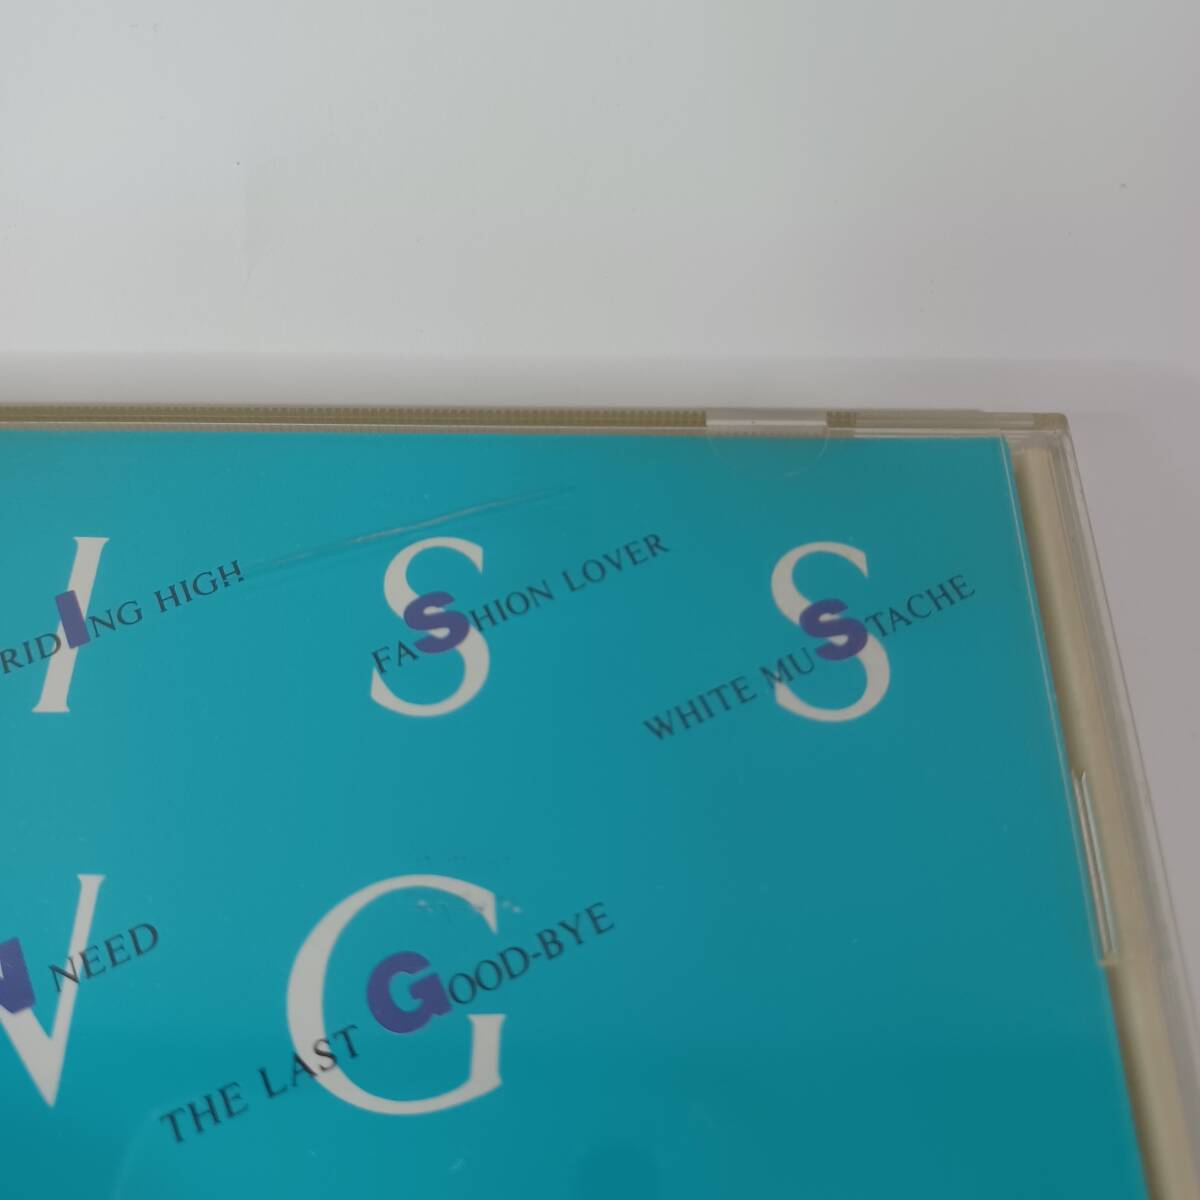 I S S
RIDING HIGH
FASHION LOVER
WHITE MUSTACHE
N G
NEED
THE LAST GOOD-BYE